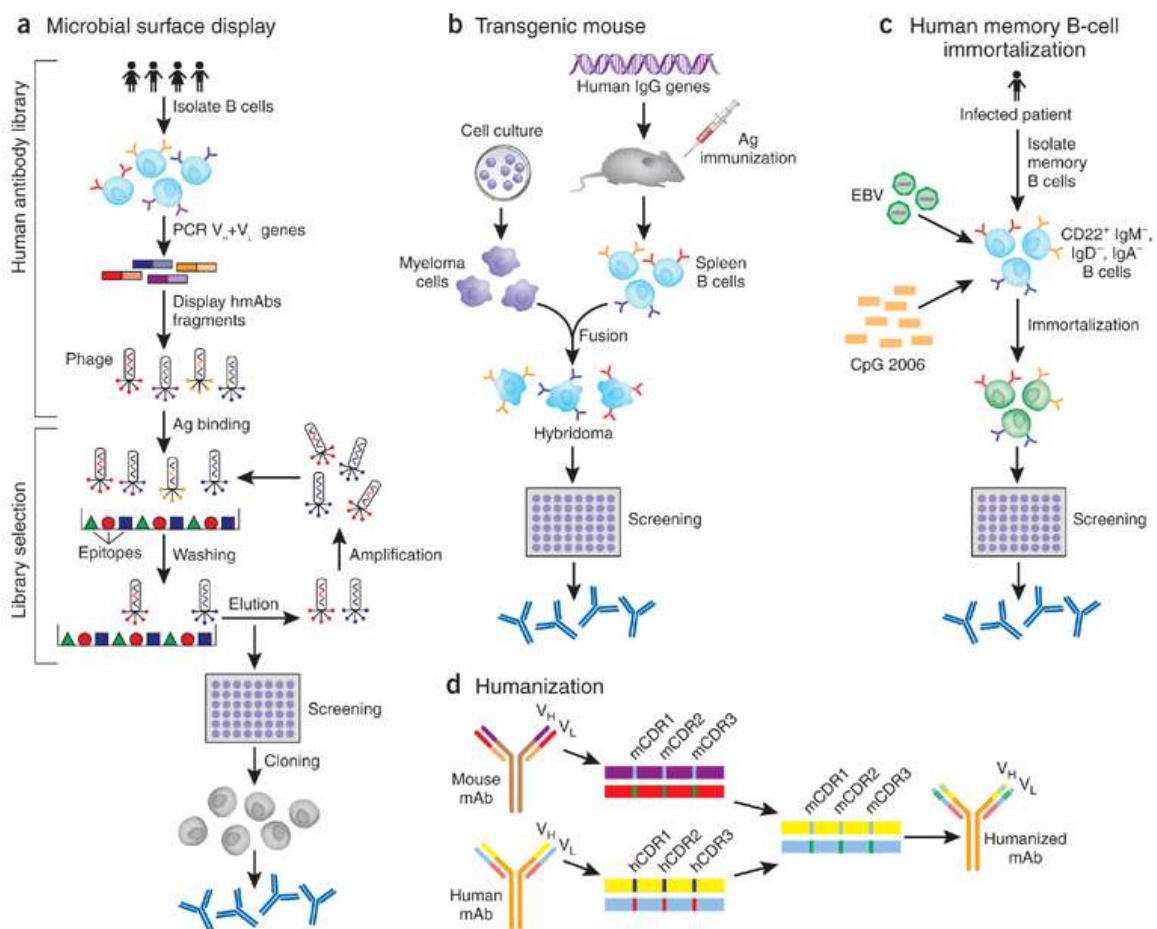 a Microbial surface display
Human antibody library
Isolate B cells
PCR VH+VL genes
Display hmAbs
fragments
Phage
Library selection
Ag binding
Epitopes
Washing
Amplification
Elution
Screening
Cloning
b Transgenic mouse
Human IgG genes
Cell culture
Ag
immunization
Myeloma
cells
Spleen
B cells
Fusion
Hybridoma
Screening
c Human memory B-cell
immortalization
Infected patient
Isolate
memory
B cells
EBV
CD22+ IgM−,
IgD−, IgA−
B cells
CpG 2006
Immortalization
Screening
d Humanization
VH
VL
Mouse
mAb
mCDR1
mCDR2
mCDR3
VH
VL
Human
mAb
hCDR1
hCDR2
hCDR3
mCDR1
mCDR2
mCDR3
VH
VL
Humanized
mAb